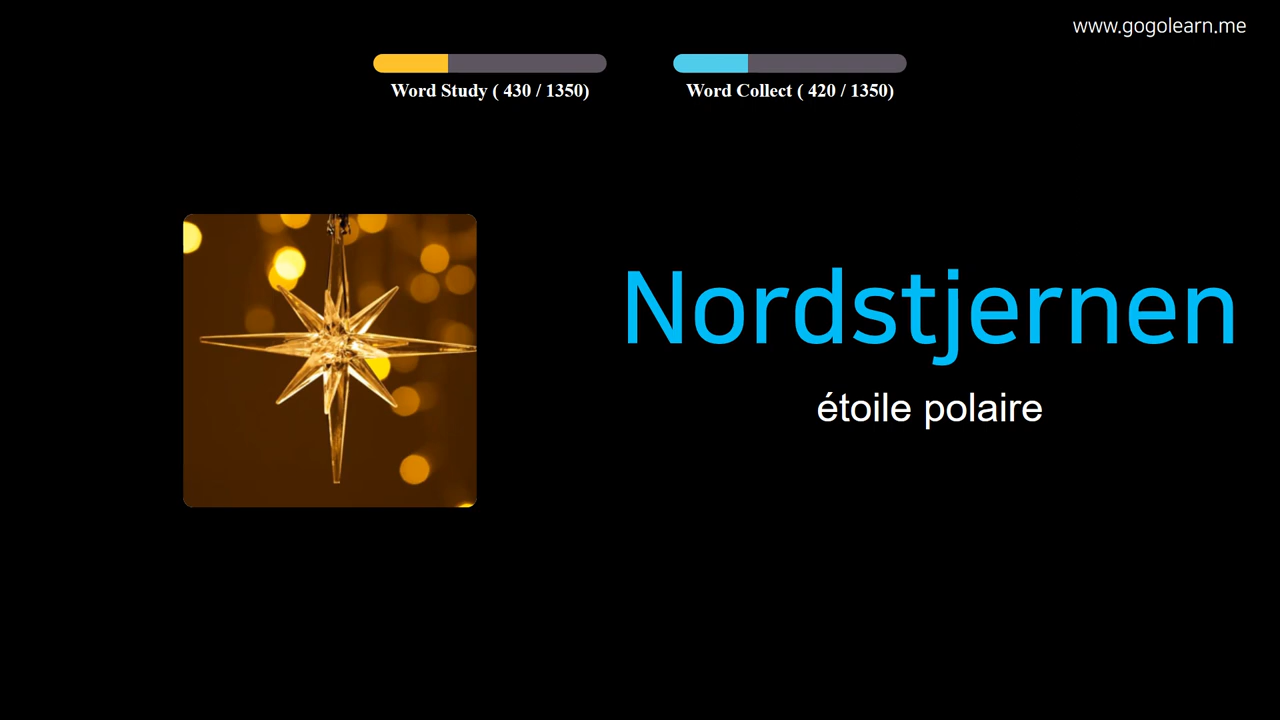 www.gogolearn.me
Word Study ( 430 / 1350)
Word Collect ( 420 / 1350)
Nordstjernen
étoile polaire